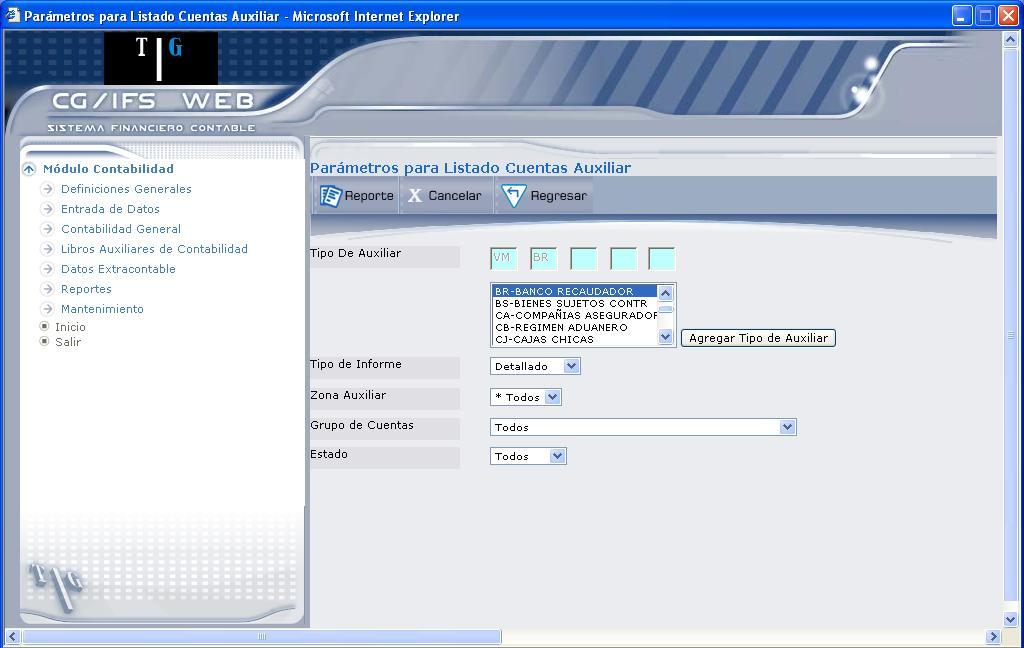 Parámetros para Listado Cuentas Auxiliar - Microsoft Internet Explorer
T G
CG/IFS WEB
SISTEMA FINANCIERO CONTABLE
Módulo Contabilidad
Definiciones Generales
Entrada de Datos
Contabilidad General
Libros Auxiliares de Contabilidad
Datos Extracontable
Reportes
Mantenimiento
Inicio
Salir
Parámetros para Listado Cuentas Auxiliar
Reporte X Cancelar Regresar
Tipo De Auxiliar VM BR
BR-BANCO RECAUDADOR
BS-BIENES SUJETOS CONTR
CA-COMPAÑIAS ASEGURADOR
CB-REGIMEN ADUANERO
CJ-CAJAS CHICAS
Agregar Tipo de Auxiliar
Tipo de Informe Detallado
Zona Auxiliar * Todos
Grupo de Cuentas Todos
Estado Todos
T G